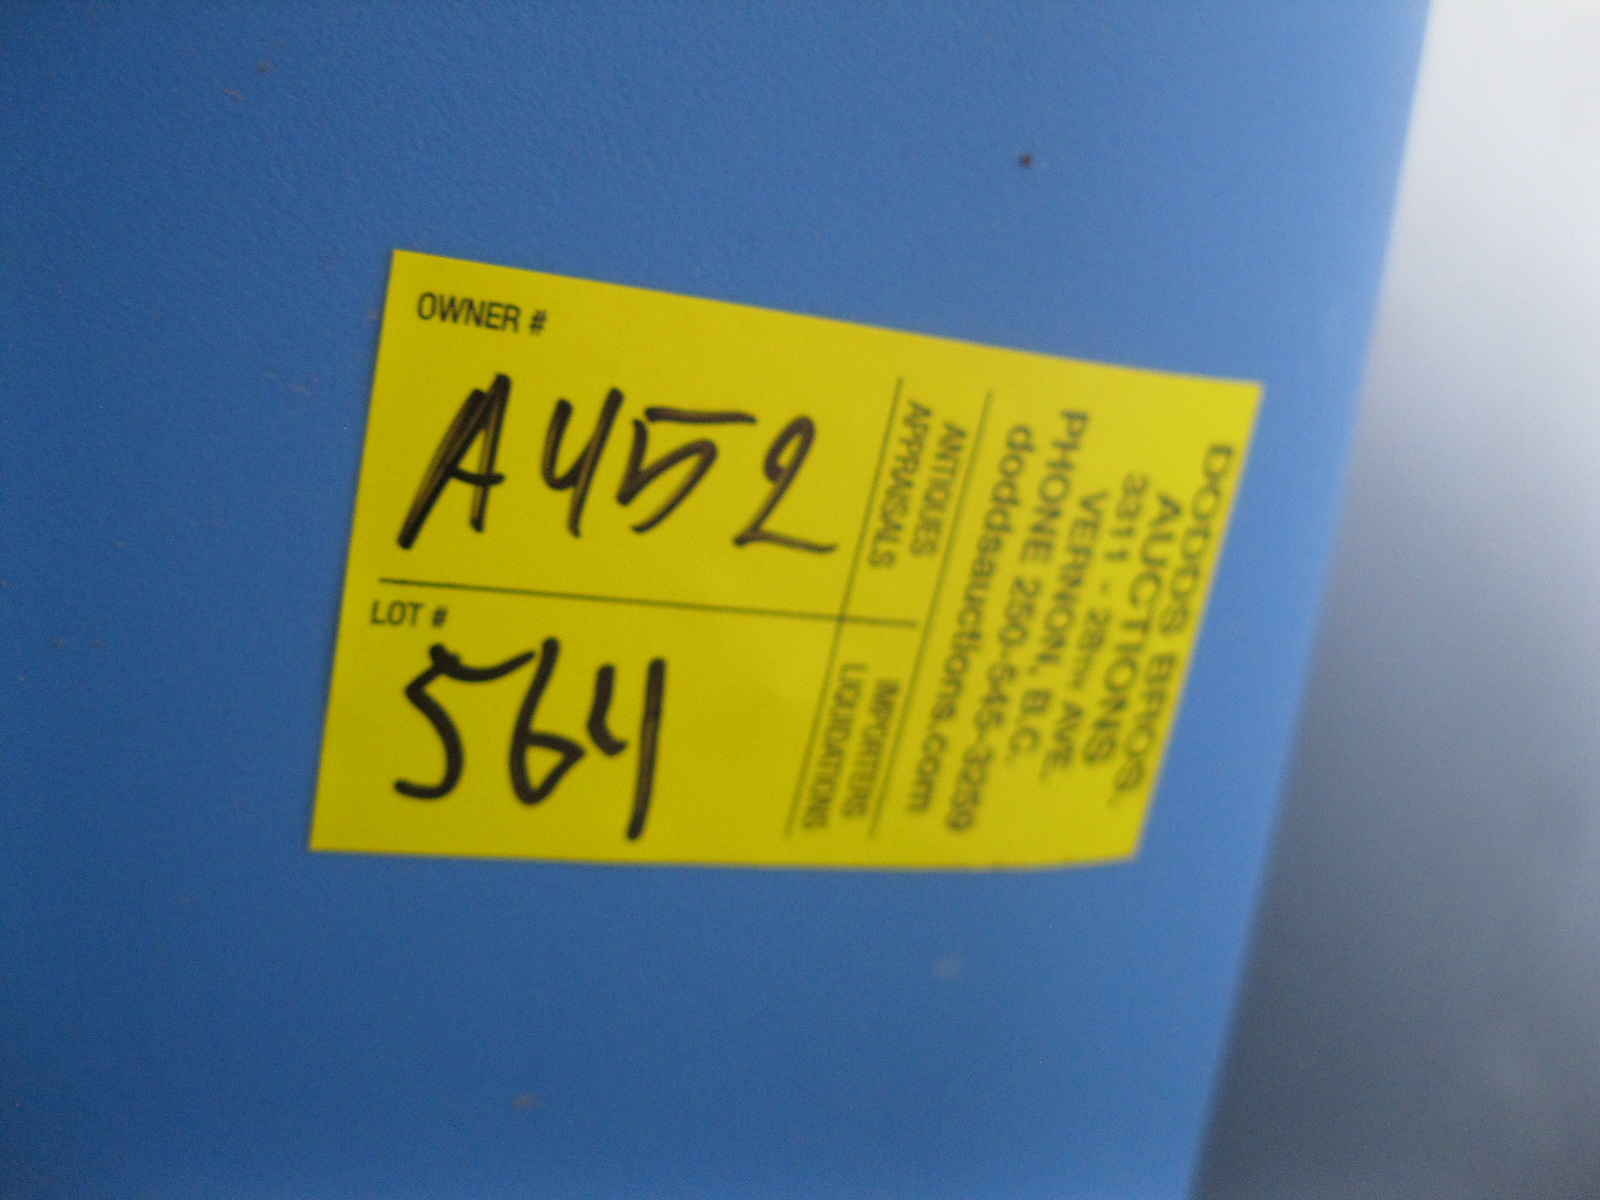 OWNER #
A452
LOT #
564
DODDS BROS.
AUCTIONS
3311 - 28TH AVE.
VERNON, B.C.
PHONE 250-545-3259
doddsauctions.com
ANTIQUES IMPORTERS
APPRAISALS LIQUIDATIONS